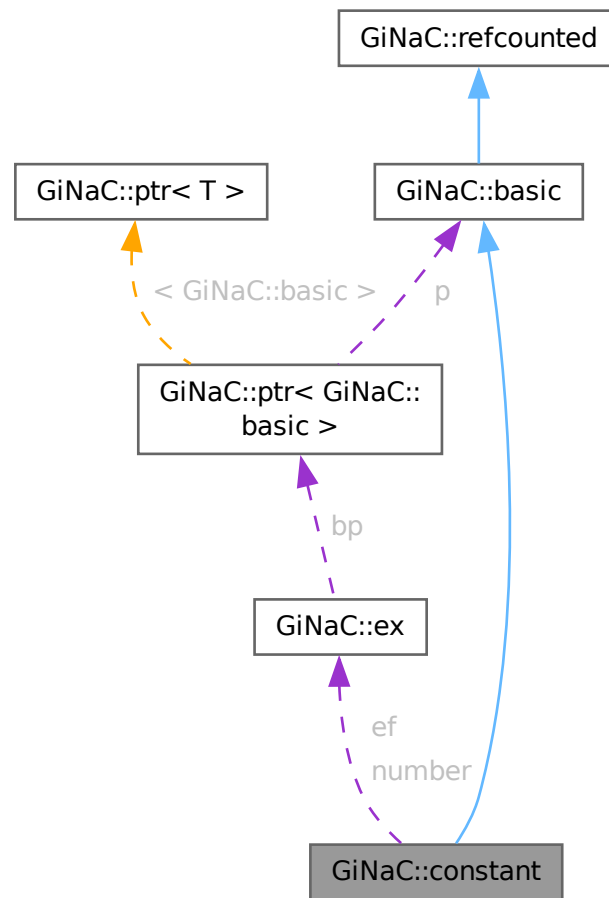 GiNaC::refcounted
GiNaC::ptr< T >
GiNaC::basic
< GiNaC::basic >
p
GiNaC::ptr< GiNaC::
basic >
bp
GiNaC::ex
ef
number
GiNaC::constant